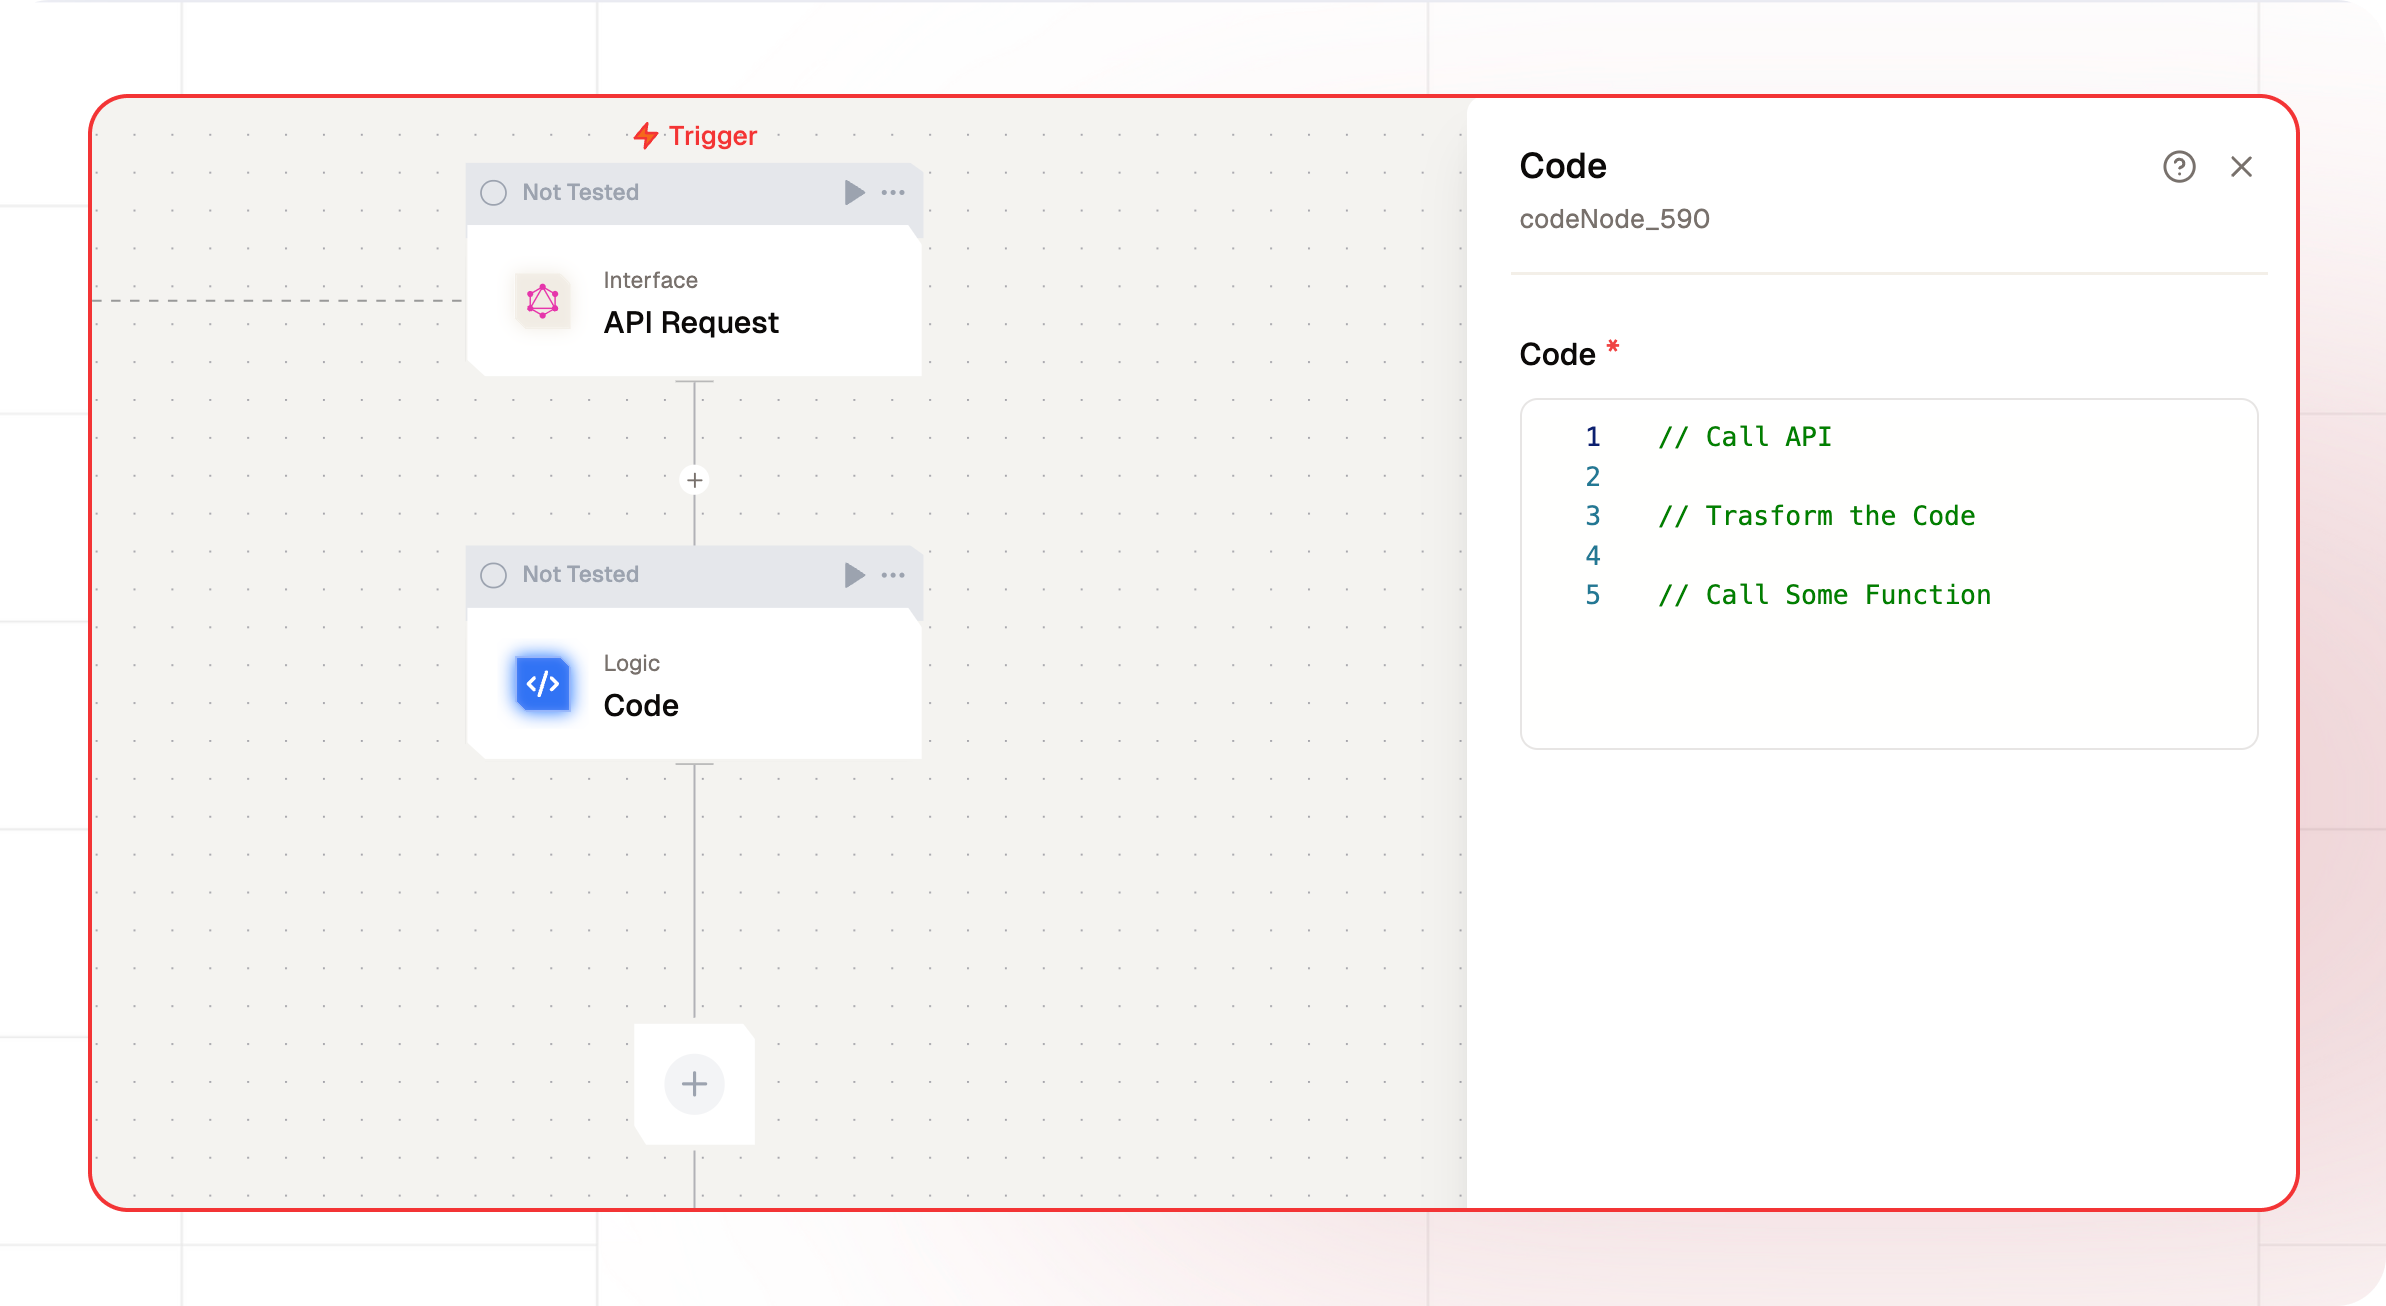 Trigger
Not Tested
Interface
API Request
Not Tested
Logic
Code
Code
codeNode_590
Code *
1 // Call API
2
3 // Trasform the Code
4
5 // Call Some Function